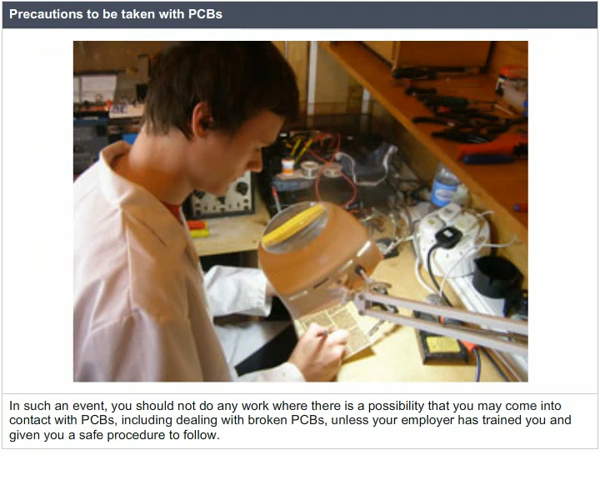 Precautions to be taken with PCBs
In such an event, you should not do any work where there is a possibility that you may come into
contact with PCBs, including dealing with broken PCBs, unless your employer has trained you and
given you a safe procedure to follow.